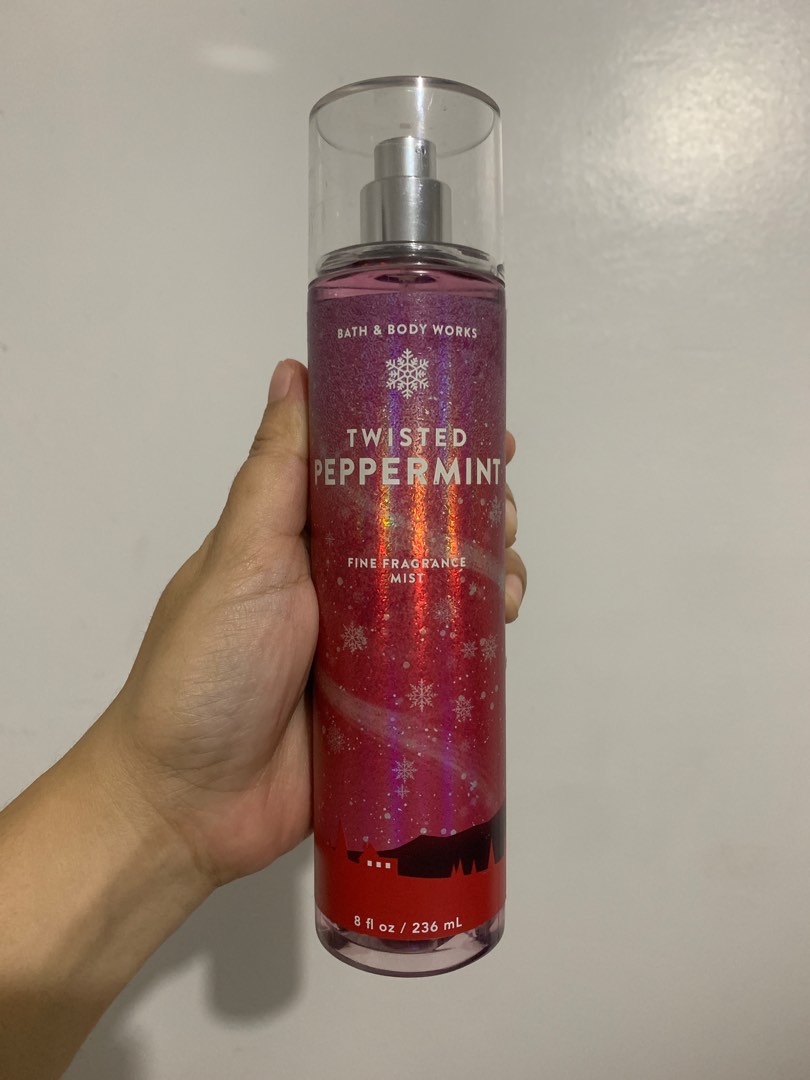 BATH & BODY WORKS
TWISTED
PEPPERMINT
FINE FRAGRANCE
MIST
8 fl oz / 236 mL